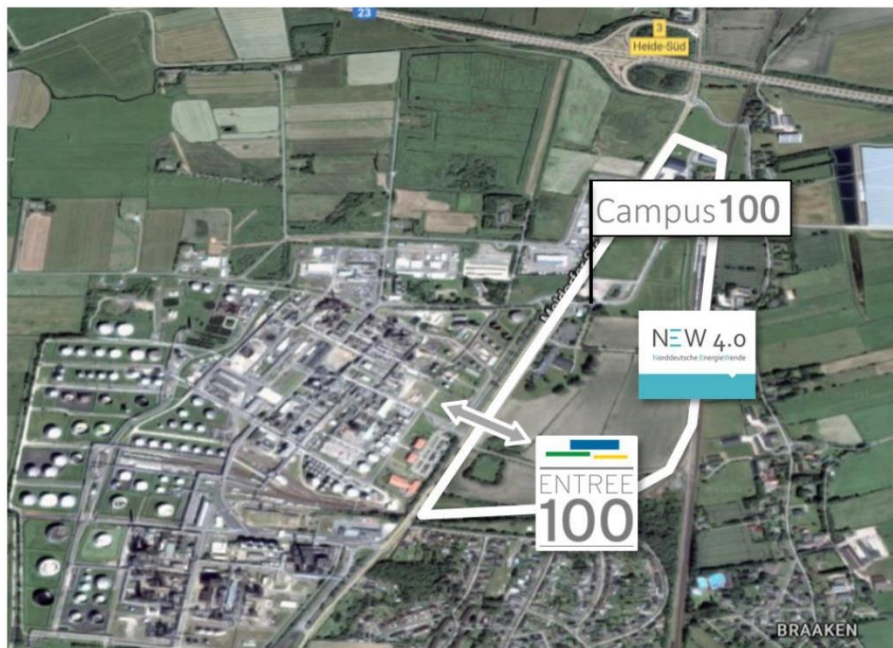 23
3
Heide-Süd
Campus100
NEW 4.0
Norddeutsche EnergieWende
ENTREE
100
BRAAKEN